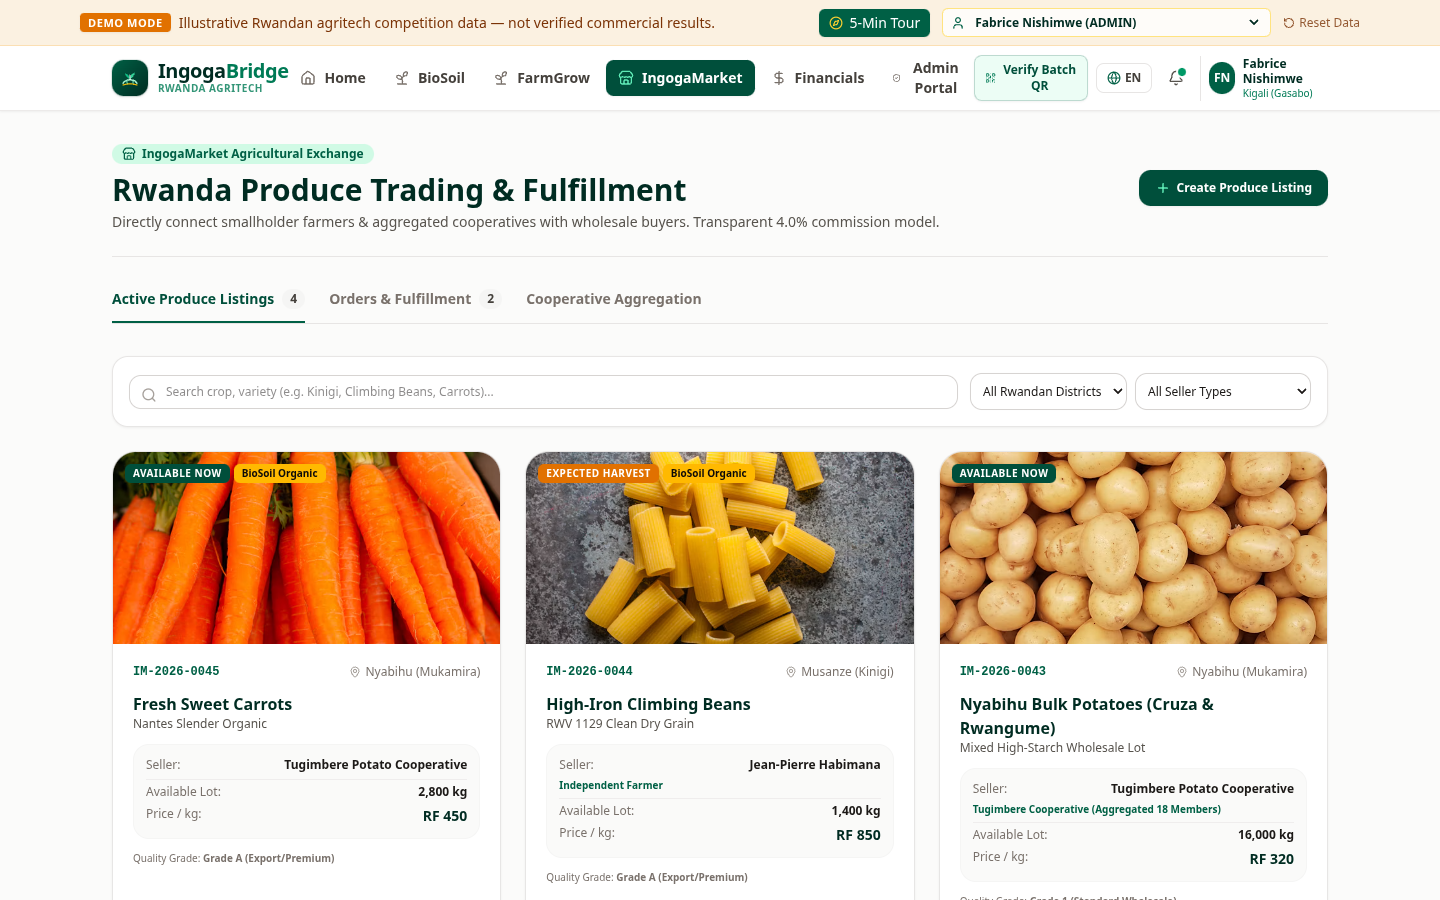 DEMO MODE Illustrative Rwandan agritech competition data — not verified commercial results. 5-Min Tour Fabrice Nishimwe (ADMIN) Reset Data
IngogaBridge
RWANDA AGRITECH
Home BioSoil FarmGrow IngogaMarket Financials
Admin
Portal
Verify Batch
QR
EN
FN
Fabrice
Nishimwe
Kigali (Gasabo)
IngogaMarket Agricultural Exchange
Rwanda Produce Trading & Fulfillment
Directly connect smallholder farmers & aggregated cooperatives with wholesale buyers. Transparent 4.0% commission model.
Create Produce Listing
Active Produce Listings 4 Orders & Fulfillment 2 Cooperative Aggregation
Search crop, variety (e.g. Kinigi, Climbing Beans, Carrots)... All Rwandan Districts All Seller Types
AVAILABLE NOW BioSoil Organic
IM-2026-0045 Nyabihu (Mukamira)
Fresh Sweet Carrots
Nantes Slender Organic
Seller: Tugimbere Potato Cooperative
Available Lot: 2,800 kg
Price / kg: RF 450
Quality Grade: Grade A (Export/Premium)
EXPECTED HARVEST BioSoil Organic
IM-2026-0044 Musanze (Kinigi)
High-Iron Climbing Beans
RWV 1129 Clean Dry Grain
Seller: Jean-Pierre Habimana
Independent Farmer
Available Lot: 1,400 kg
Price / kg: RF 850
Quality Grade: Grade A (Export/Premium)
AVAILABLE NOW
IM-2026-0043 Nyabihu (Mukamira)
Nyabihu Bulk Potatoes (Cruza &
Rwangume)
Mixed High-Starch Wholesale Lot
Seller: Tugimbere Potato Cooperative
Tugimbere Cooperative (Aggregated 18 Members)
Available Lot: 16,000 kg
Price / kg: RF 320
Quality Grade: Grade 1 (Standard Wholesale)